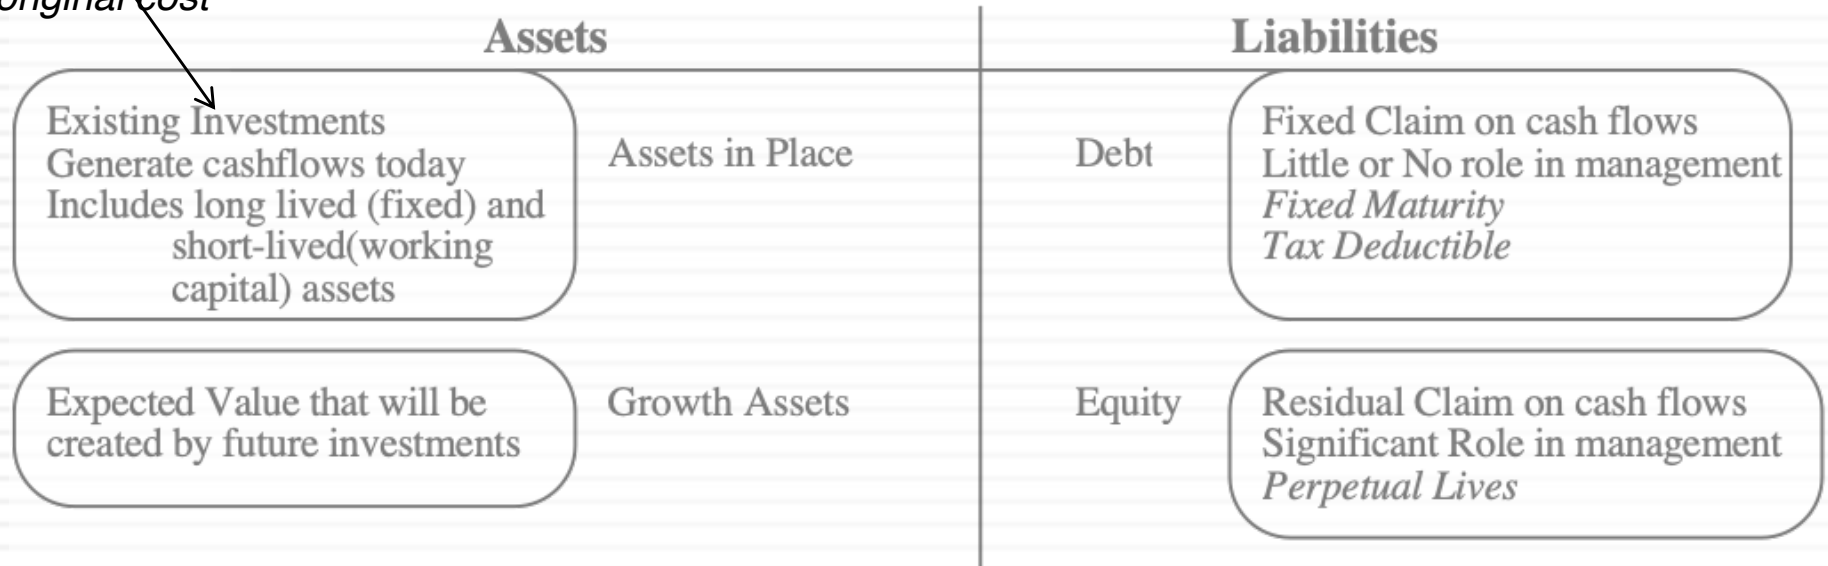 original cost
Assets
Liabilities
Existing Investments
Generate cashflows today
Includes long lived (fixed) and
short-lived(working
capital) assets
Assets in Place
Debt
Fixed Claim on cash flows
Little or No role in management
Fixed Maturity
Tax Deductible
Expected Value that will be
created by future investments
Growth Assets
Equity
Residual Claim on cash flows
Significant Role in management
Perpetual Lives